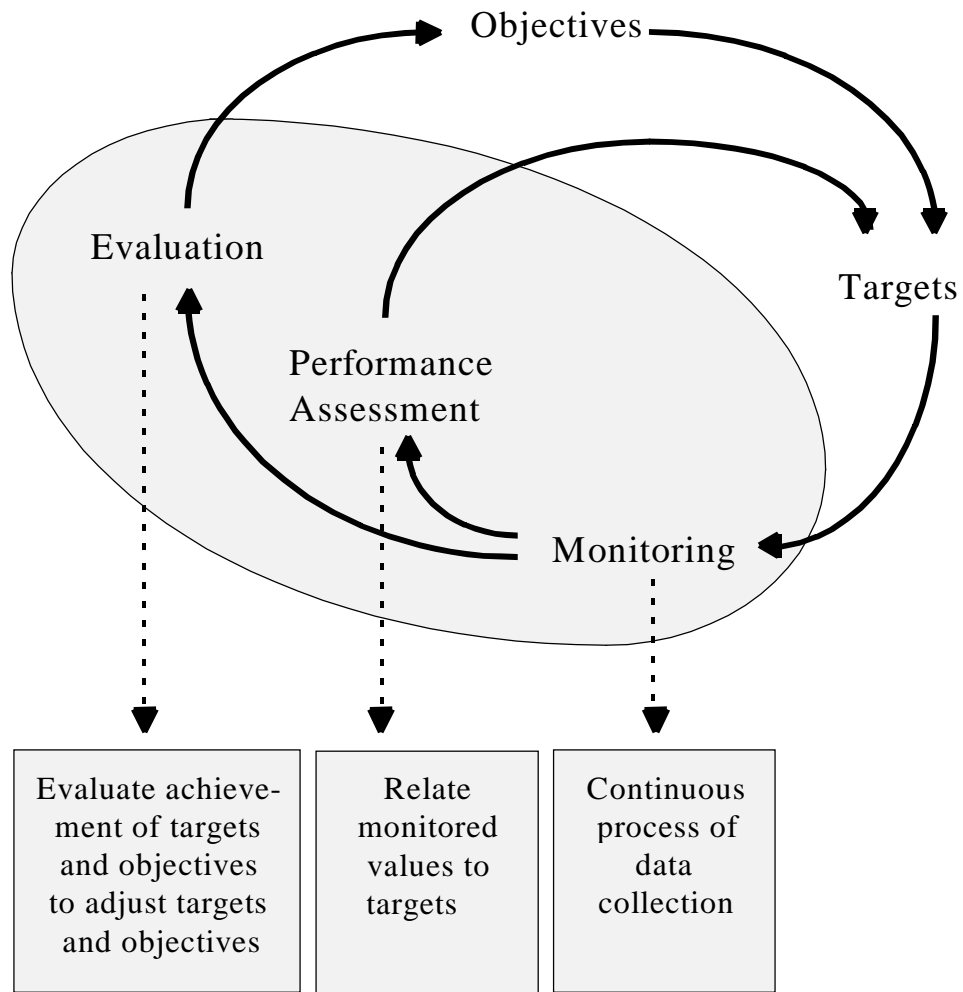 Objectives
Evaluation
Targets
Performance
Assessment
Monitoring
Evaluate achieve-
ment of targets
and objectives
to adjust targets
and objectives
Relate
monitored
values to
targets
Continuous
process of
data
collection